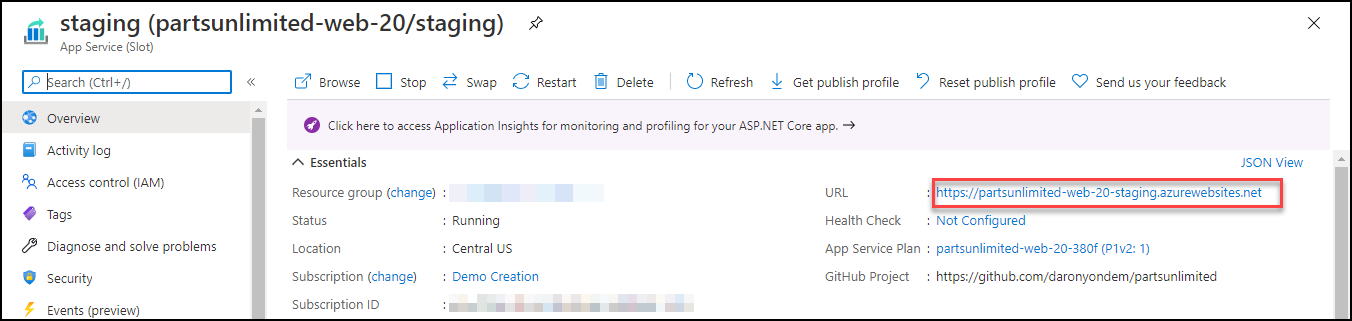 staging (partsunlimited-web-20/staging)
App Service (Slot)
Search (Ctrl+/)
«
Browse Stop Swap Restart Delete Refresh Get publish profile Reset publish profile Send us your feedback
Overview
Activity log
Access control (IAM)
Tags
Diagnose and solve problems
Security
Events (preview)
Click here to access Application Insights for monitoring and profiling for your ASP.NET Core app. →
Essentials
JSON View
Resource group (change) :
Status : Running
Location : Central US
Subscription (change) : Demo Creation
Subscription ID :
URL : https://partsunlimited-web-20-staging.azurewebsites.net
Health Check : Not Configured
App Service Plan : partsunlimited-web-20-380f (P1v2: 1)
GitHub Project : https://github.com/daronyondem/partsunlimited